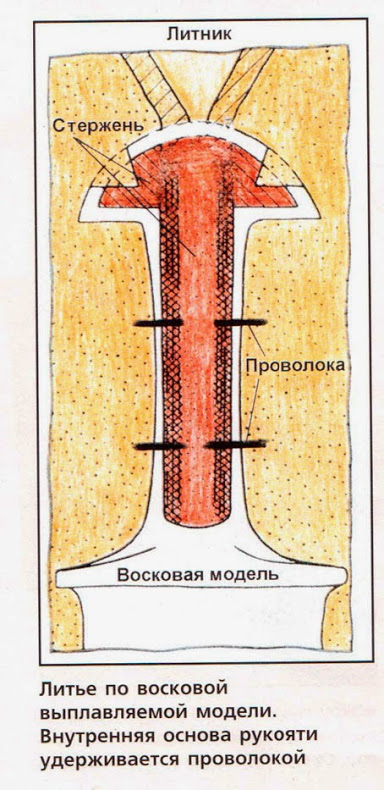 Литник
Стержень
Проволока
Восковая модель
Литье по восковой
выплавляемой модели.
Внутренняя основа рукояти
удерживается проволокой